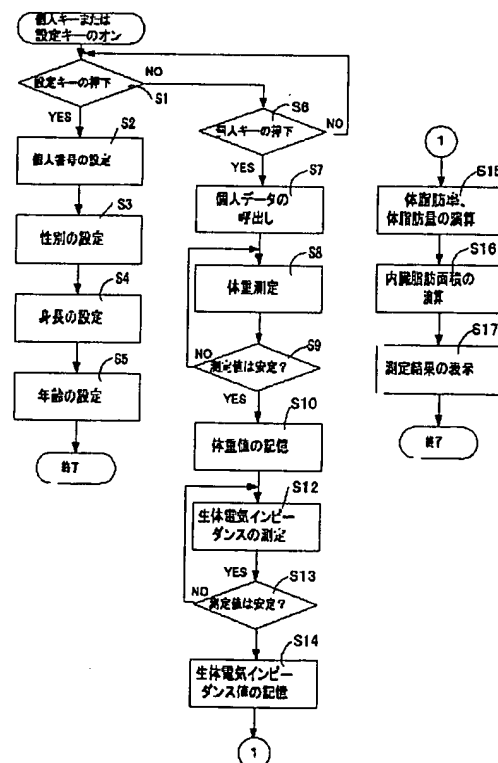 個人キーまたは
設定キーのオン
設定キーの押下
NO
S1
YES
S2
個人番号の設定
S3
性別の設定
S4
身長の設定
S5
年齢の設定
終了
S6
個人キーの押下
NO
YES
S7
個人データの
呼出し
S8
体重測定
S9
NO
測定値は安定?
YES
S10
体重値の記憶
S12
生体電気インピー
ダンスの測定
YES
S13
NO
測定値は安定?
S14
生体電気インピー
ダンス値の記憶
1
1
S15
体脂肪率、
体脂肪量の演算
S16
内臓脂肪面積の
演算
S17
測定結果の表示
終了